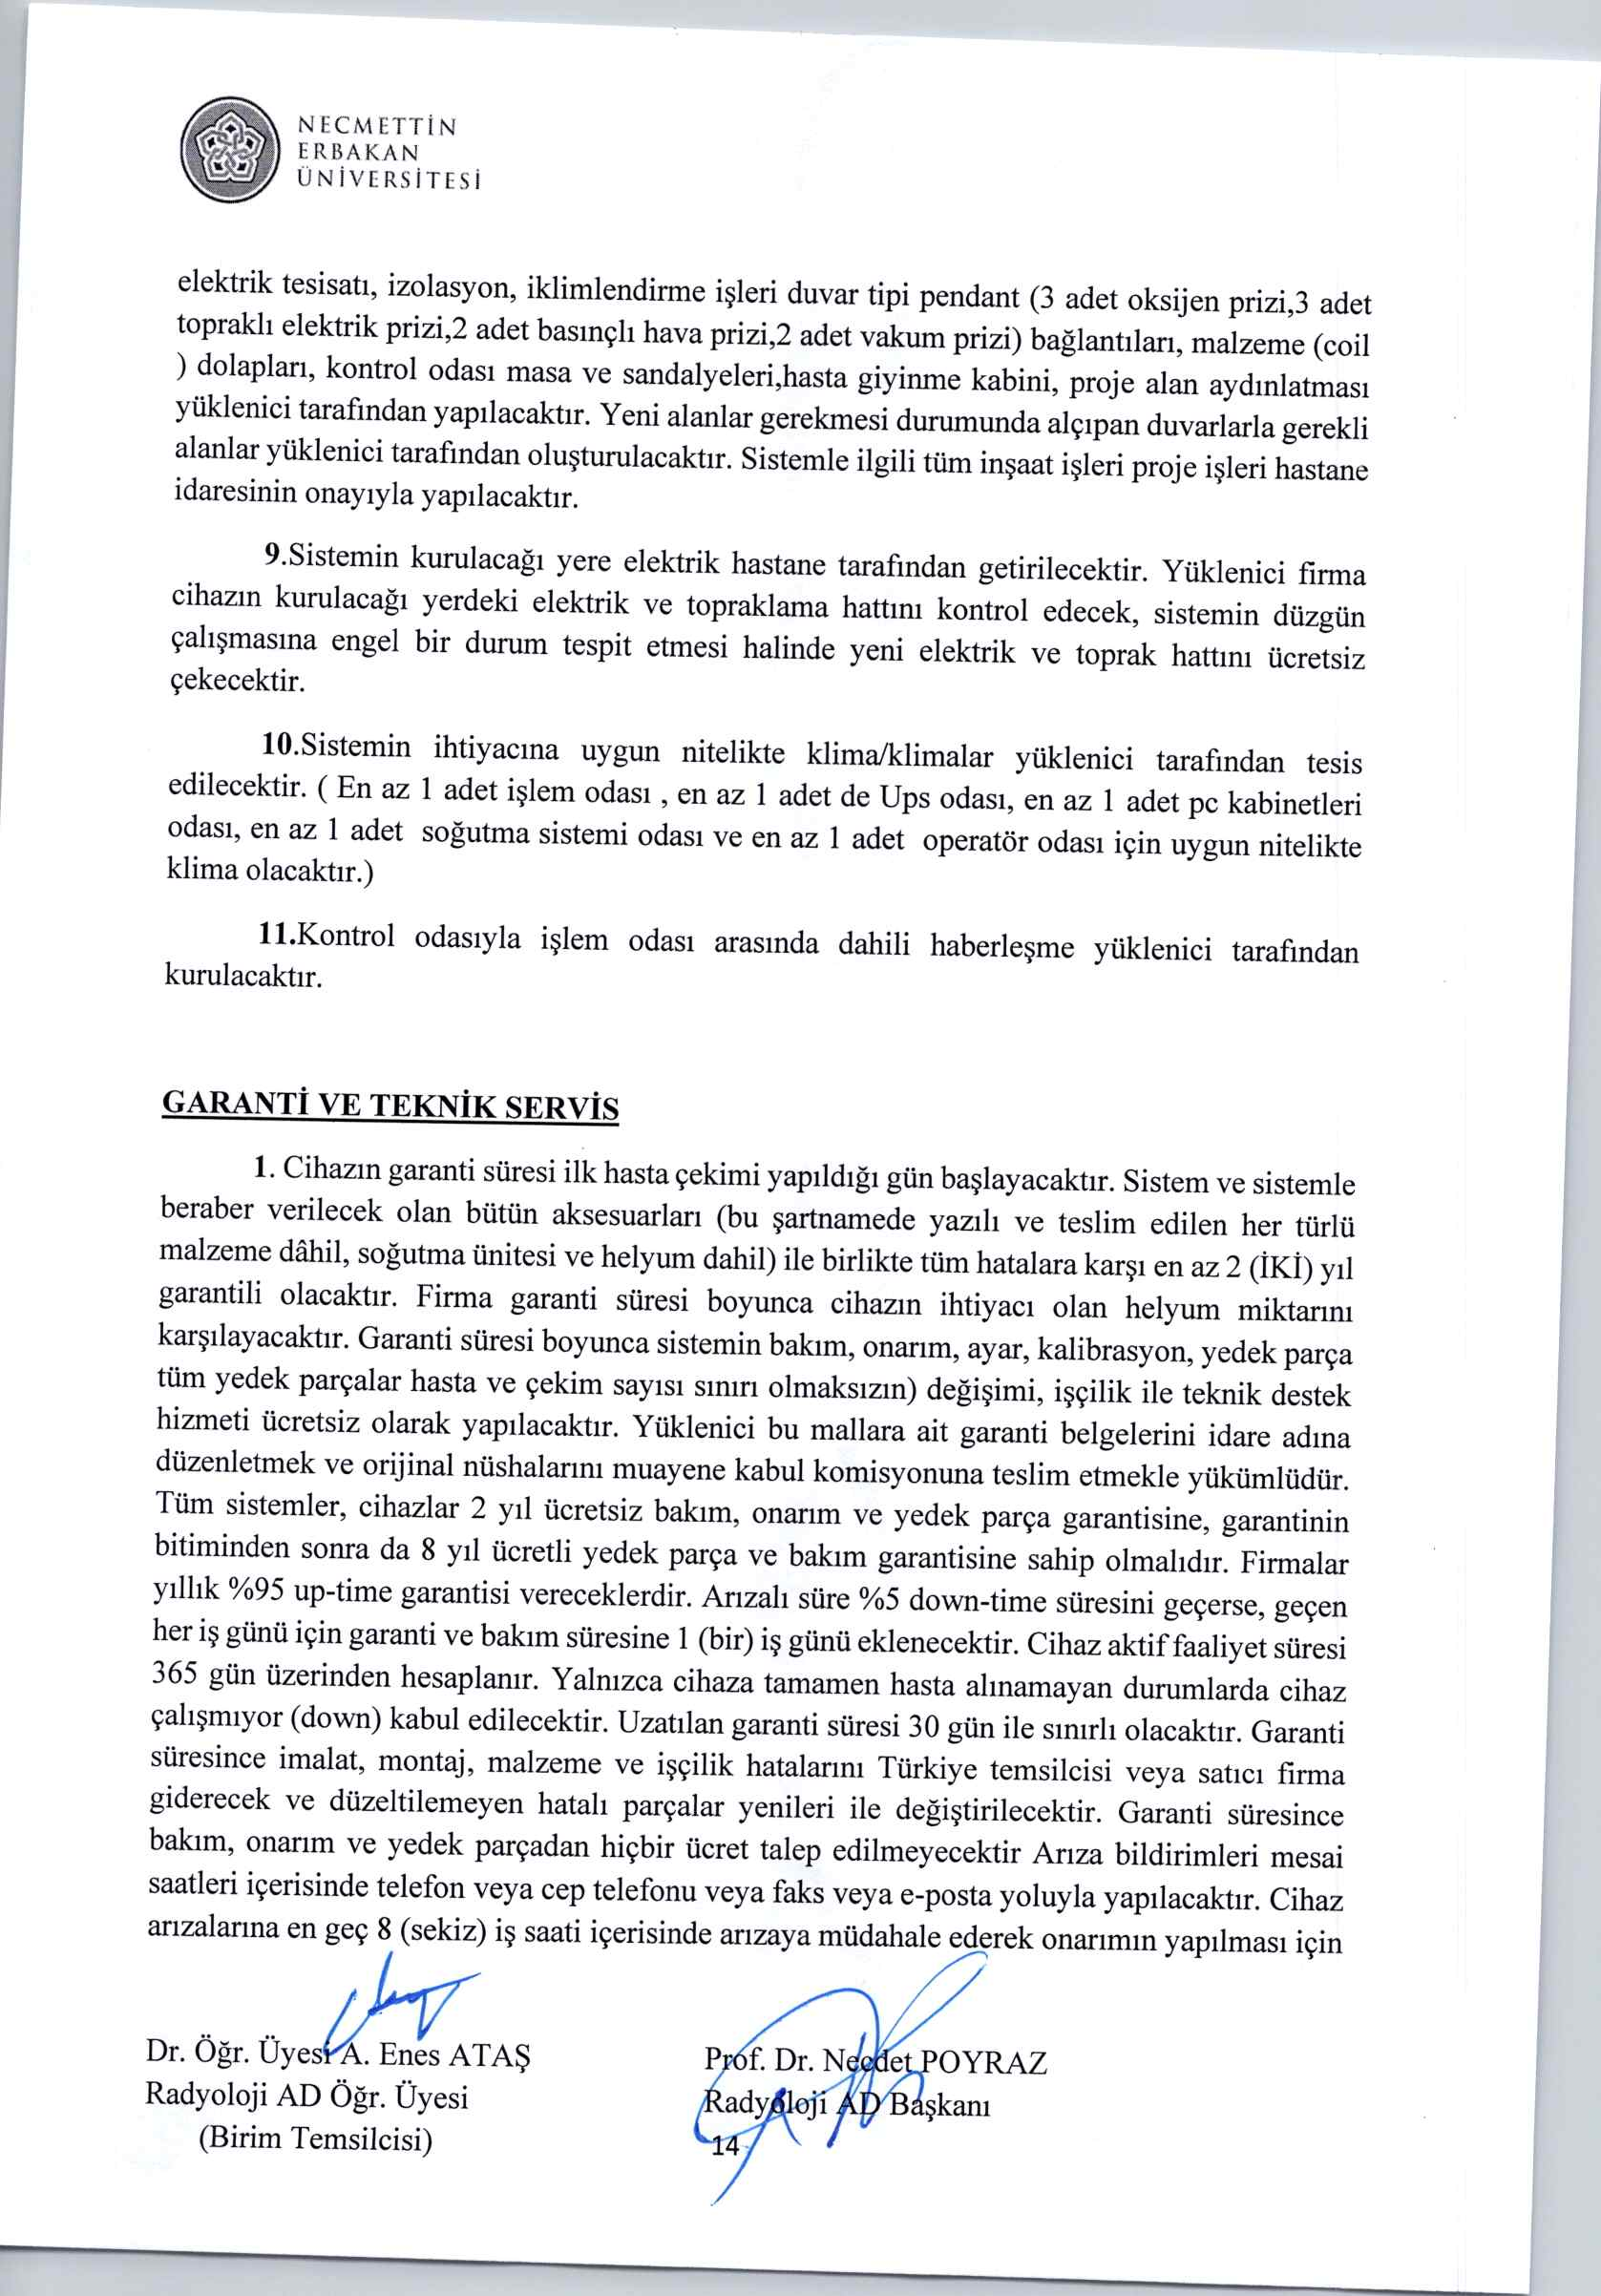 NECMETTİN
ERBAKAN
ÜNİVERSİTESİ
elektrik tesisatı, izolasyon, iklimlendirme işleri duvar tipi pendant (3 adet oksijen prizi,3 adet
topraklı elektrik prizi,2 adet basınçlı hava prizi,2 adet vakum prizi) bağlantıları, malzeme (coil
) dolapları, kontrol odası masa ve sandalyeleri,hasta giyinme kabini, proje alan aydınlatması
yüklenici tarafından yapılacaktır. Yeni alanlar gerekmesi durumunda alçıpan duvarlarla gerekli
alanlar yüklenici tarafından oluşturulacaktır. Sistemle ilgili tüm inşaat işleri proje işleri hastane
idaresinin onayıyla yapılacaktır.
9.Sistemin kurulacağı yere elektrik hastane tarafından getirilecektir. Yüklenici firma
cihazın kurulacağı yerdeki elektrik ve topraklama hattını kontrol edecek, sistemin düzgün
çalışmasına engel bir durum tespit etmesi halinde yeni elektrik ve toprak hattını ücretsiz
çekecektir.
10.Sistemin ihtiyacına uygun nitelikte klima/klimalar yüklenici tarafından tesis
edilecektir. ( En az 1 adet işlem odası , en az 1 adet de Ups odası, en az 1 adet pc kabinetleri
odası, en az 1 adet soğutma sistemi odası ve en az 1 adet operatör odası için uygun nitelikte
klima olacaktır.)
11.Kontrol odasıyla işlem odası arasında dahili haberleşme yüklenici tarafından
kurulacaktır.
GARANTİ VE TEKNİK SERVİS
1. Cihazın garanti süresi ilk hasta çekimi yapıldığı gün başlayacaktır. Sistem ve sistemle
beraber verilecek olan bütün aksesuarları (bu şartnamede yazılı ve teslim edilen her türlü
malzeme dâhil, soğutma ünitesi ve helyum dahil) ile birlikte tüm hatalara karşı en az 2 (İKİ) yıl
garantili olacaktır. Firma garanti süresi boyunca cihazın ihtiyacı olan helyum miktarını
karşılayacaktır. Garanti süresi boyunca sistemin bakım, onarım, ayar, kalibrasyon, yedek parça
tüm yedek parçalar hasta ve çekim sayısı sınırı olmaksızın) değişimi, işçilik ile teknik destek
hizmeti ücretsiz olarak yapılacaktır. Yüklenici bu mallara ait garanti belgelerini idare adına
düzenletmek ve orijinal nüshalarını muayene kabul komisyonuna teslim etmekle yükümlüdür.
Tüm sistemler, cihazlar 2 yıl ücretsiz bakım, onarım ve yedek parça garantisine, garantinin
bitiminden sonra da 8 yıl ücretli yedek parça ve bakım garantisine sahip olmalıdır. Firmalar
yıllık %95 up-time garantisi vereceklerdir. Arızalı süre %5 down-time süresini geçerse, geçen
her iş günü için garanti ve bakım süresine 1 (bir) iş günü eklenecektir. Cihaz aktif faaliyet süresi
365 gün üzerinden hesaplanır. Yalnızca cihaza tamamen hasta alınamayan durumlarda cihaz
çalışmıyor (down) kabul edilecektir. Uzatılan garanti süresi 30 gün ile sınırlı olacaktır. Garanti
süresince imalat, montaj, malzeme ve işçilik hatalarını Türkiye temsilcisi veya satıcı firma
giderecek ve düzeltilemeyen hatalı parçalar yenileri ile değiştirilecektir. Garanti süresince
bakım, onarım ve yedek parçadan hiçbir ücret talep edilmeyecektir Arıza bildirimleri mesai
saatleri içerisinde telefon veya cep telefonu veya faks veya e-posta yoluyla yapılacaktır. Cihaz
arızalarına en geç 8 (sekiz) iş saati içerisinde arızaya müdahale ederek onarımın yapılması için
Dr. Öğr. Üyesi A. Enes ATAŞ
Radyoloji AD Öğr. Üyesi
(Birim Temsilcisi)
Prof. Dr. Necdet POYRAZ
Radyoloji AD Başkanı
14